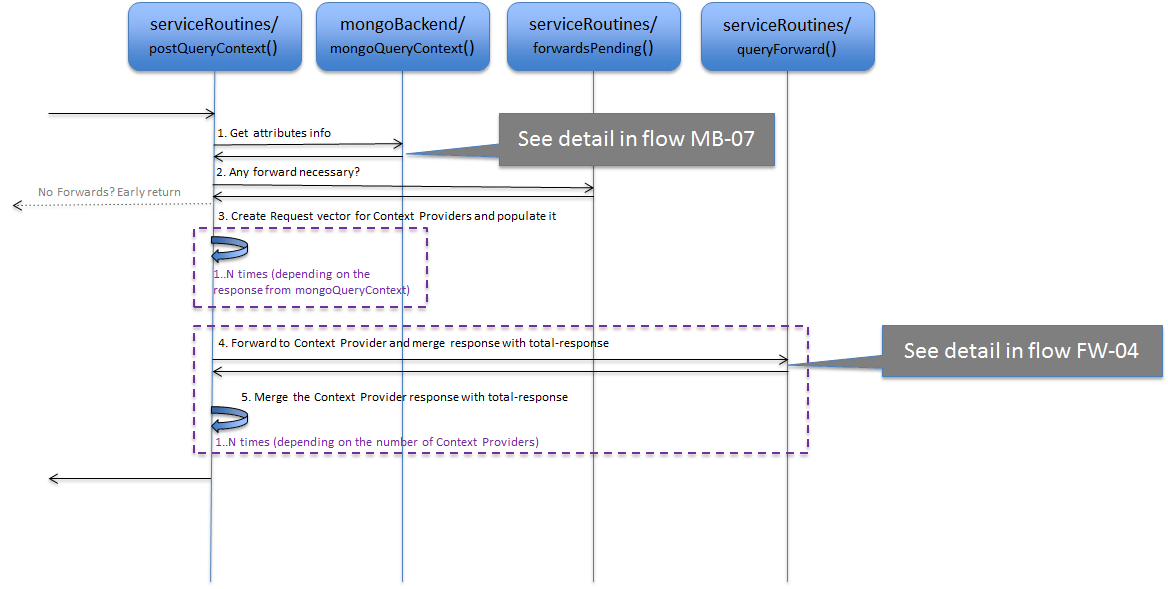 serviceRoutines/
postQueryContext()
mongoBackend/
mongoQueryContext()
serviceRoutines/
forwardsPending()
serviceRoutines/
queryForward()
1. Get attributes info
See detail in flow MB-07
2. Any forward necessary?
No Forwards? Early return
3. Create Request vector for Context Providers and populate it
1..N times (depending on the
response from mongoQueryContext)
4. Forward to Context Provider and merge response with total-response
See detail in flow FW-04
5. Merge the Context Provider response with total-response
1..N times (depending on the number of Context Providers)